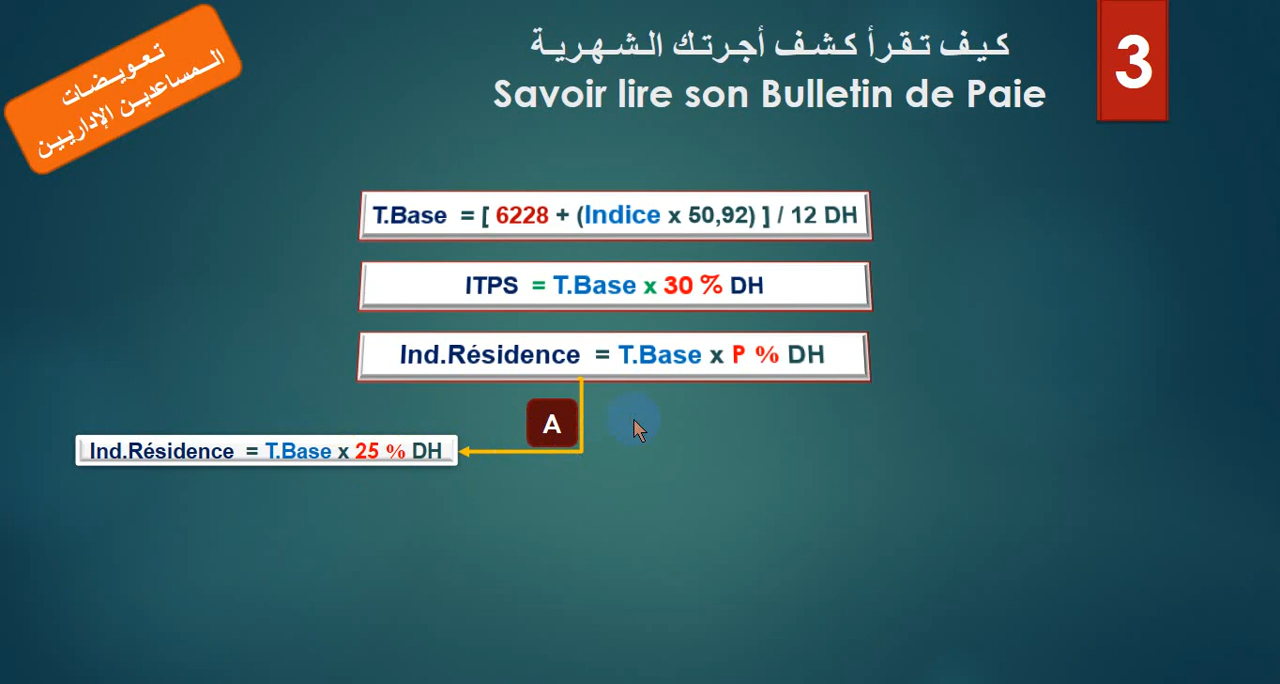 تعويضات
المساعدين الإداريين
كيف تقرأ كشف أجرتك الشهرية
Savoir lire son Bulletin de Paie
3
T.Base = [ 6228 + (Indice x 50,92) ] / 12 DH
ITPS = T.Base x 30 % DH
Ind.Résidence = T.Base x P % DH
A
Ind.Résidence = T.Base x 25 % DH